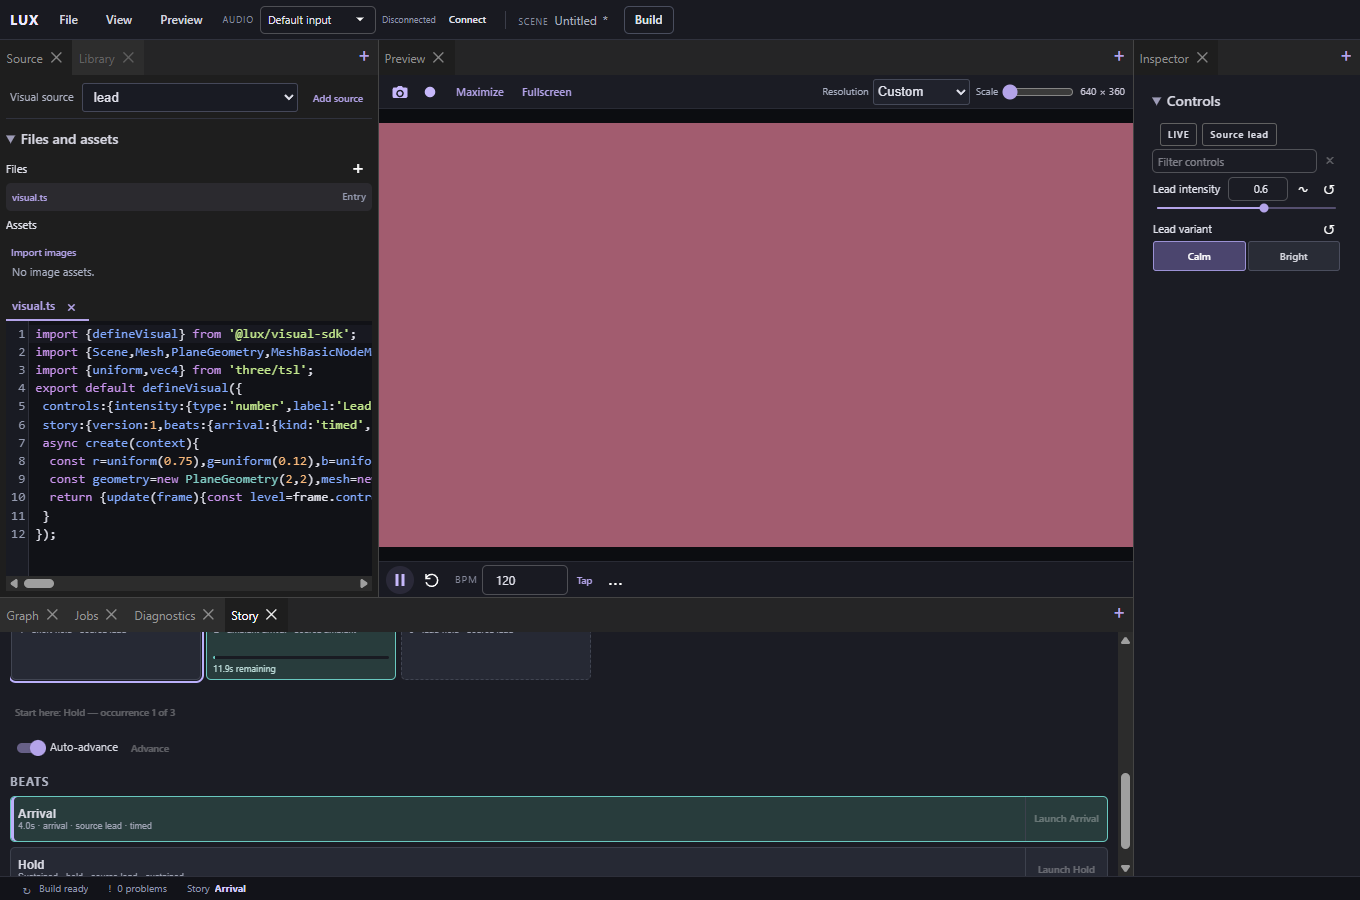 LUX File View Preview AUDIO Default input Disconnected Connect SCENE Untitled * Build
Source Library +
Visual source lead Add source
Files and assets
Files +
visual.ts Entry
Assets
Import images
No image assets.
visual.ts ×
1 import {defineVisual} from '@lux/visual-sdk';
2 import {Scene,Mesh,PlaneGeometry,MeshBasicNodeM
3 import {uniform,vec4} from 'three/tsl';
4 export default defineVisual({
5 controls:{intensity:{type:'number',label:'Lead
6 story:{version:1,beats:{arrival:{kind:'timed',
7 async create(context){
8 const r=uniform(0.75),g=uniform(0.12),b=unifo
9 const geometry=new PlaneGeometry(2,2),mesh=new
10 return {update(frame){const level=frame.contr
11 }
12 });
Preview +
Maximize Fullscreen Resolution Custom Scale 640 × 360
BPM 120 Tap ...
Inspector +
Controls
LIVE Source lead
Filter controls ×
Lead intensity 0.6
Lead variant
Calm Bright
Graph Jobs Diagnostics Story +
11.9s remaining
Start here: Hold — occurrence 1 of 3
Auto-advance Advance
BEATS
Arrival
4.0s · arrival · source lead · timed
Launch Arrival
Hold
Launch Hold
Build ready ! 0 problems Story Arrival